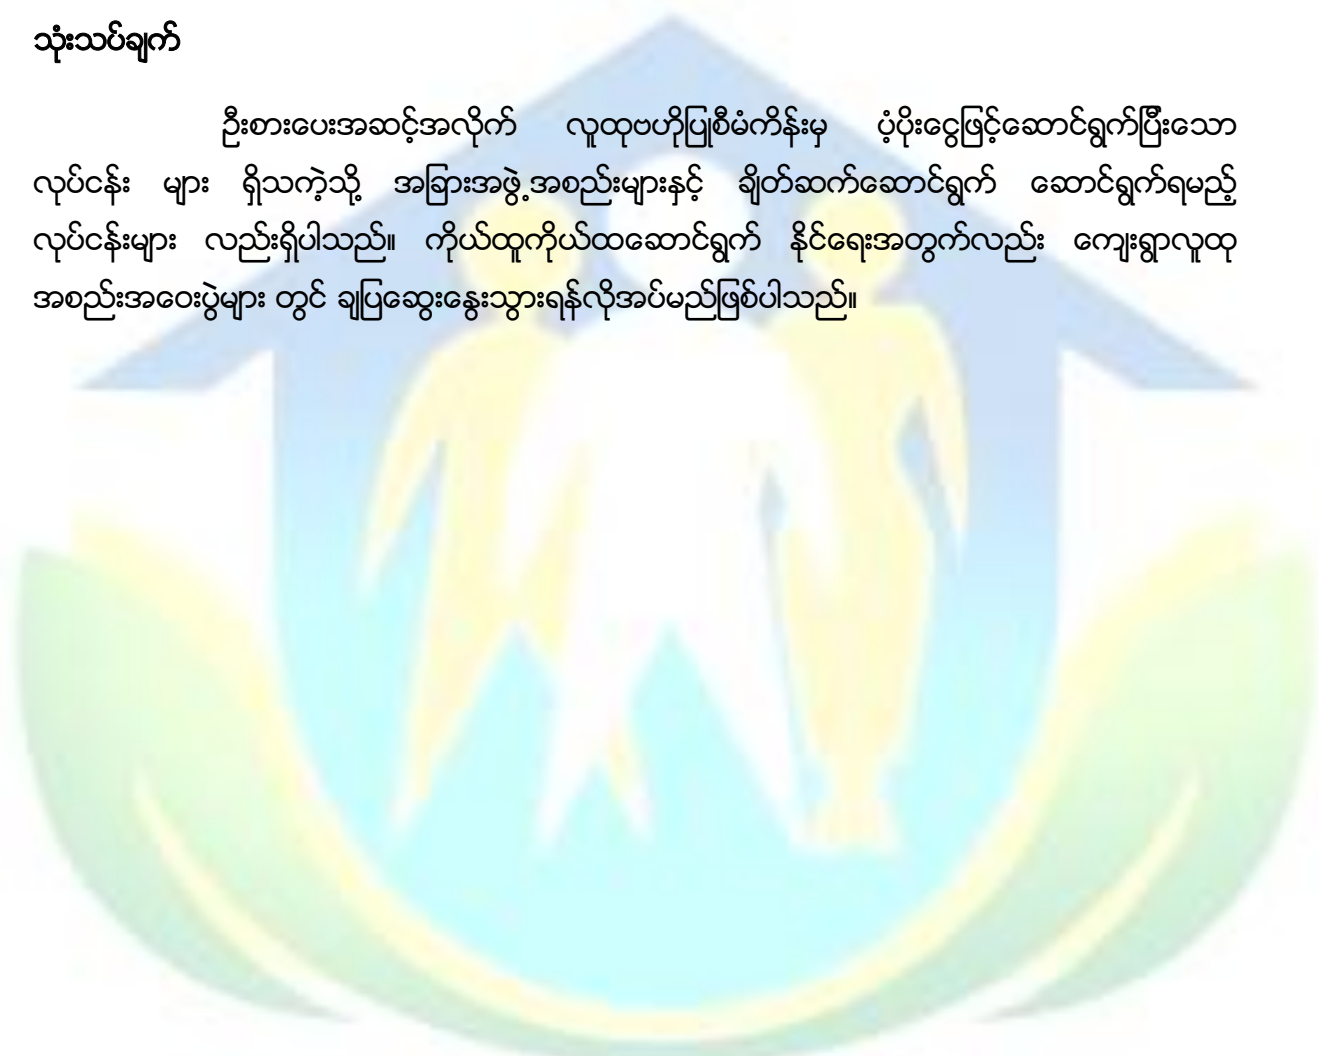 သုံးသပ်ချက်
ဦးစားပေးအဆင့်အလိုက် လူထုဗဟိုပြုစီမံကိန်းမှ ပံ့ပိုးငွေဖြင့်ဆောင်ရွက်ပြီးသော
လုပ်ငန်း များ ရှိသကဲ့သို့ အခြားအဖွဲ့အစည်းများနှင့် ချိတ်ဆက်ဆောင်ရွက် ဆောင်ရွက်ရမည့်
လုပ်ငန်းများ လည်းရှိပါသည်။ ကိုယ်ထူကိုယ်ထဆောင်ရွက် နိုင်ရေးအတွက်လည်း ကျေးရွာလူထု
အစည်းအဝေးပွဲများ တွင် ချပြဆွေးနွေးသွားရန်လိုအပ်မည်ဖြစ်ပါသည်။